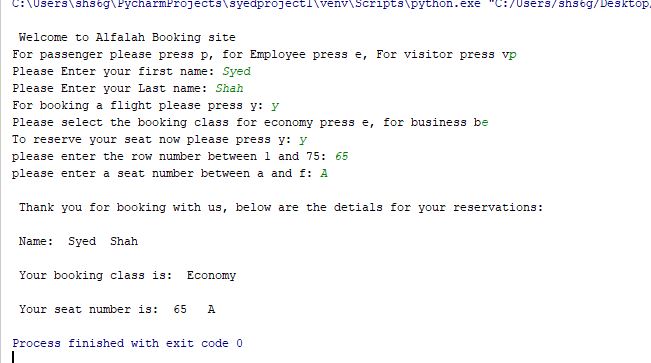 C:\Users\shs6g\PycharmProjects\syedproject1\venv\Scripts\python.exe "C:/Users/shs6g/Desktop/
Welcome to Alfalah Booking site
For passenger please press p, for Employee press e, For visitor press vp
Please Enter your first name: Syed
Please Enter your Last name: Shah
For booking a flight please press y: y
Please select the booking class for economy press e, for business be
To reserve your seat now please press y: y
please enter the row number between 1 and 75: 65
please enter a seat number between a and f: A
Thank you for booking with us, below are the detials for your reservations:
Name:  Syed  Shah
Your booking class is:  Economy
Your seat number is:  65   A
Process finished with exit code 0